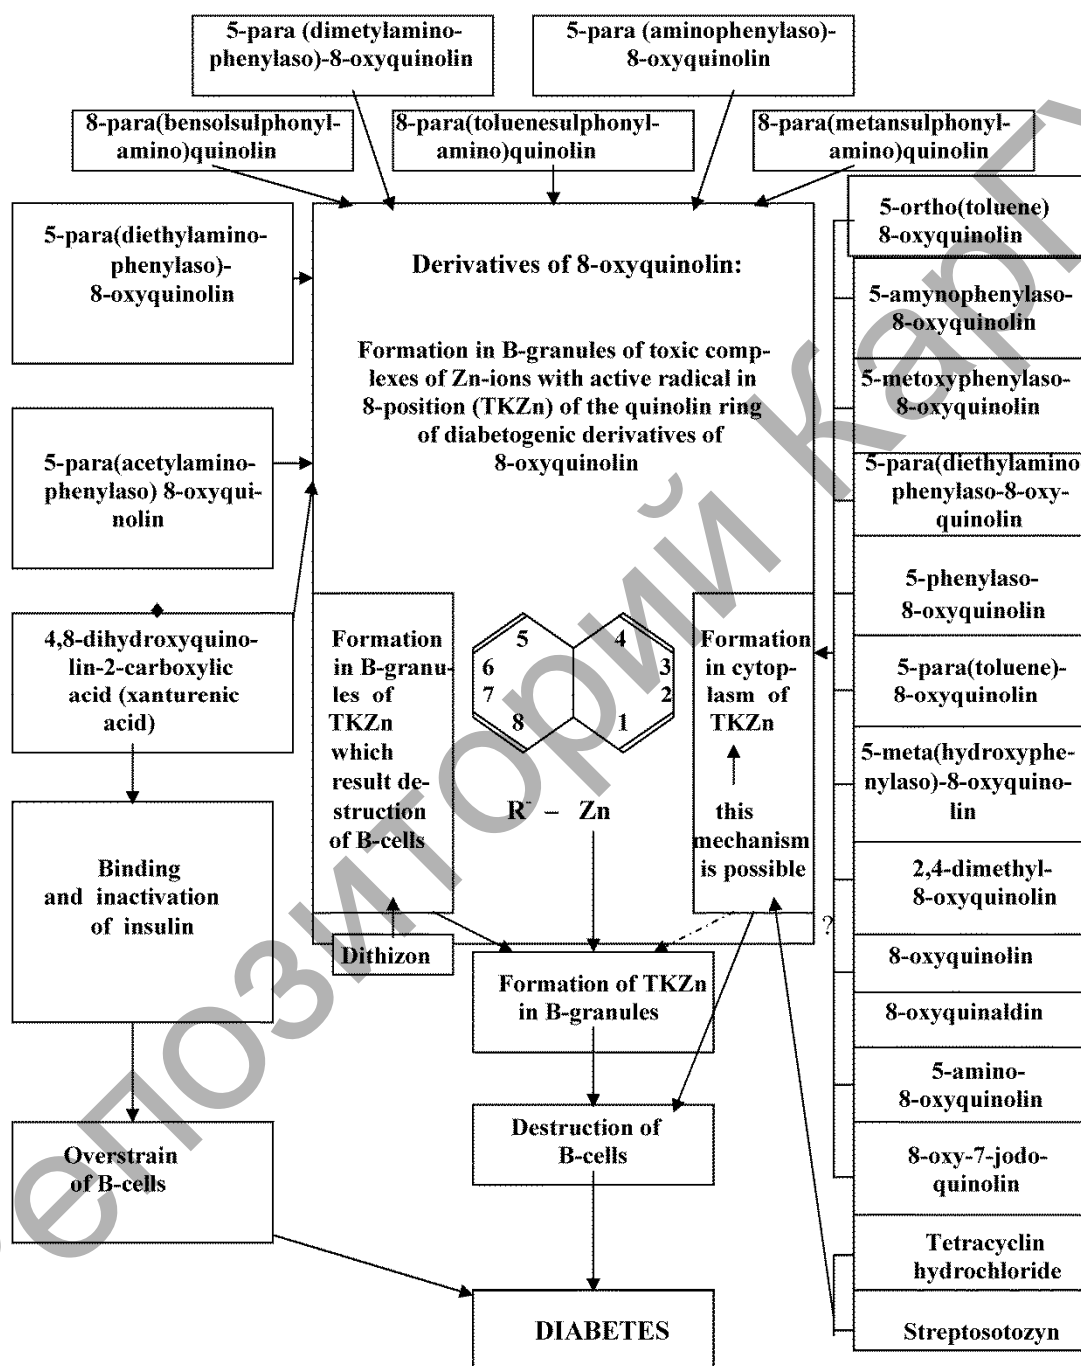 5-para (dimetylamino-
phenylaso)-8-oxyquinolin
5-para (aminophenylaso)-
8-oxyquinolin
8-para(bensolsulphonyl-
amino)quinolin
8-para(toluenesulphonyl-
amino)quinolin
8-para(metansulphonyl-
amino)quinolin
5-para(diethylamino-
phenylaso)-
8-oxyquinolin
5-para(acetylamino-
phenylaso) 8-oxyqui-
nolin
4,8-dihydroxyquino-
lin-2-carboxylic
acid (xanturenic
acid)
Binding
and inactivation
of insulin
Overstrain
of B-cells
Derivatives of 8-oxyquinolin:
Formation in B-granules of toxic comp-
lexes of Zn-ions with active radical in
8-position (TKZn) of the quinolin ring
of diabetogenic derivatives of
8-oxyquinolin
Formation
in B-granu-
les of
TKZn
which
result de-
struction
of B-cells
Dithizon
5
4
6
3
7
2
8
1
R - Zn
Formation
in cytop-
lasm of
TKZn
this
mechanism
is possible
?
Formation of TKZn
in B-granules
Destruction of
B-cells
DIABETES
5-ortho(toluene)
8-oxyquinolin
5-amynophenylaso-
8-oxyquinolin
5-metoxyphenylaso-
8-oxyquinolin
5-para(diethylamino
phenylaso-8-oxy-
quinolin
5-phenylaso-
8-oxyquinolin
5-para(toluene)-
8-oxyquinolin
5-meta(hydroxyphe-
nylaso)-8-oxyquino-
lin
2,4-dimethyl-
8-oxyquinolin
8-oxyquinolin
8-oxyquinaldin
5-amino-
8-oxyquinolin
8-oxy-7-jodo-
quinolin
Tetracyclin
hydrochloride
Streptosotozyn
епозиторий КарГ